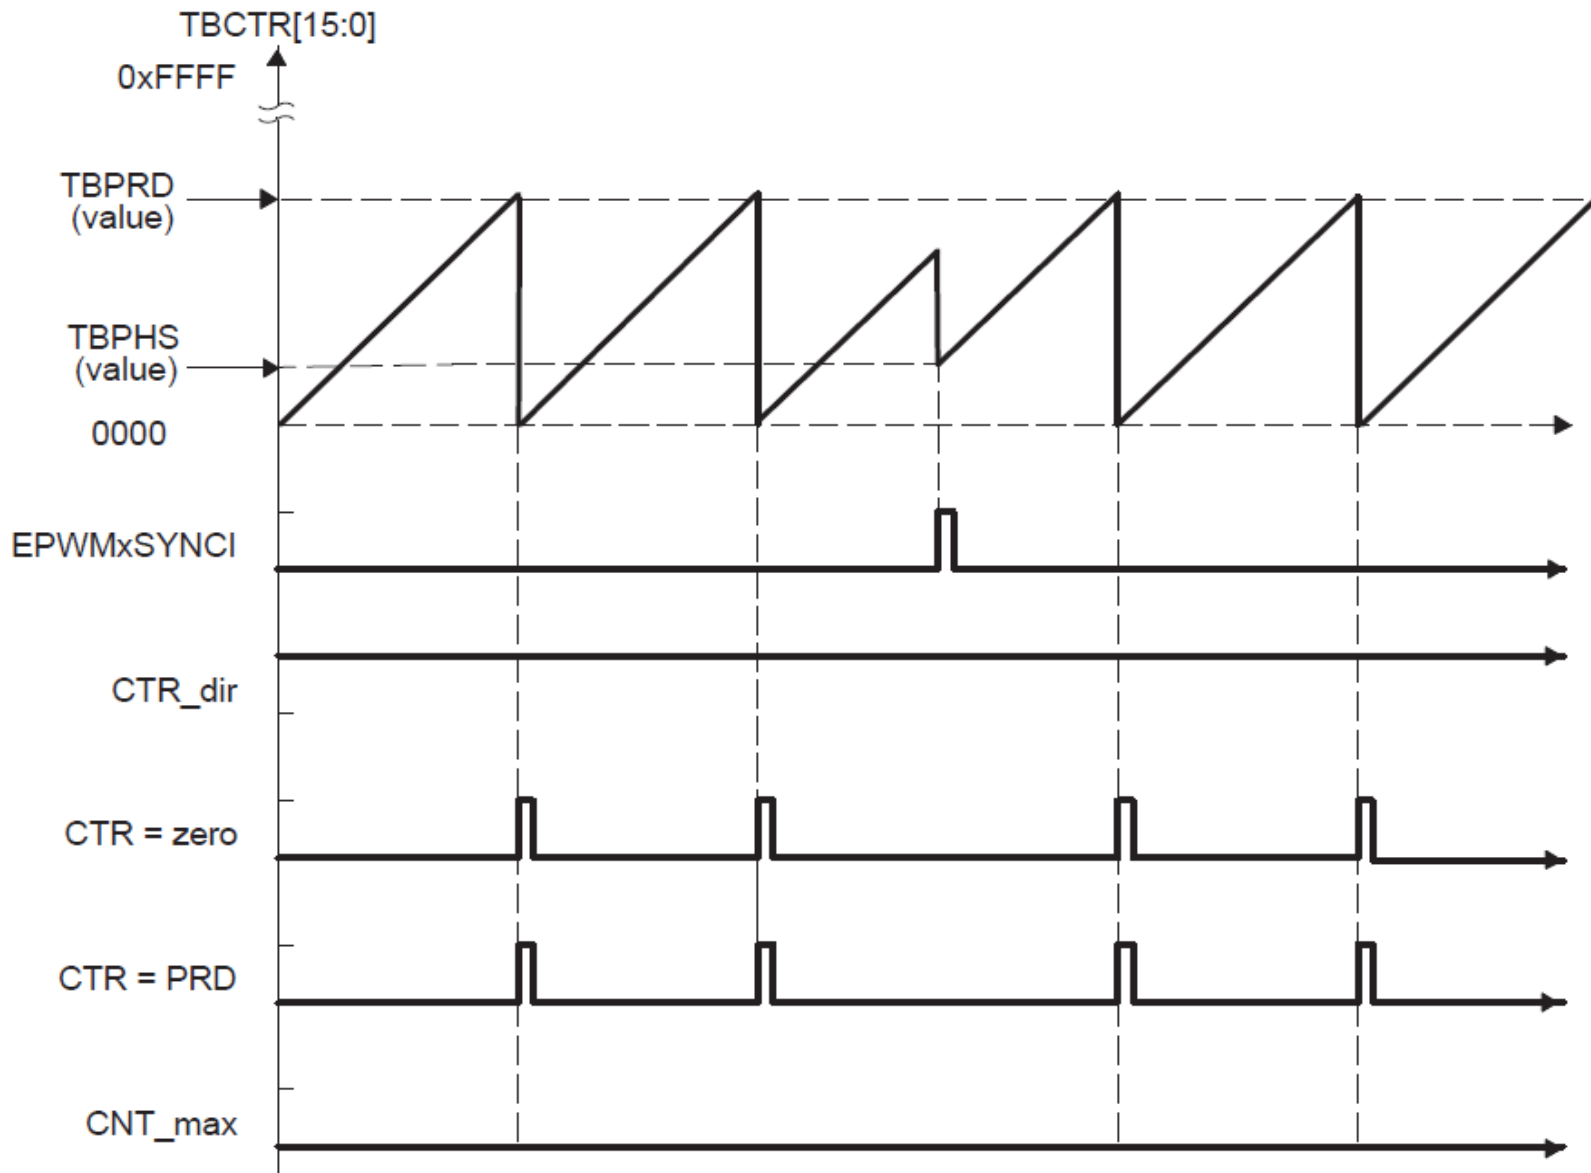 TBCTR[15:0]
0xFFFF
TBPRD
(value)
TBPHS
(value)
0000
EPWMxSYNCI
CTR_dir
CTR = zero
CTR = PRD
CNT_max